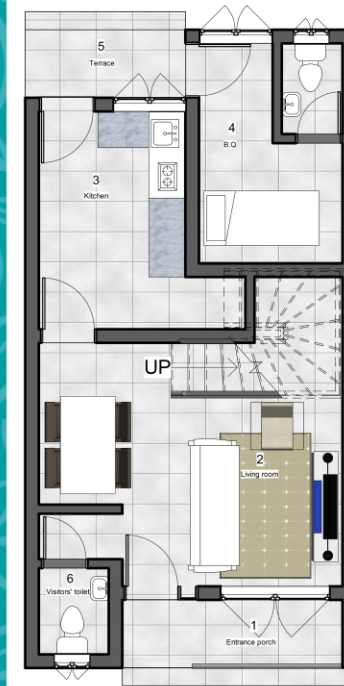 5
Terrace
4
B.Q
3
Kitchen
UP
2
Living room
6
Visitors' toilet
1
Entrance porch